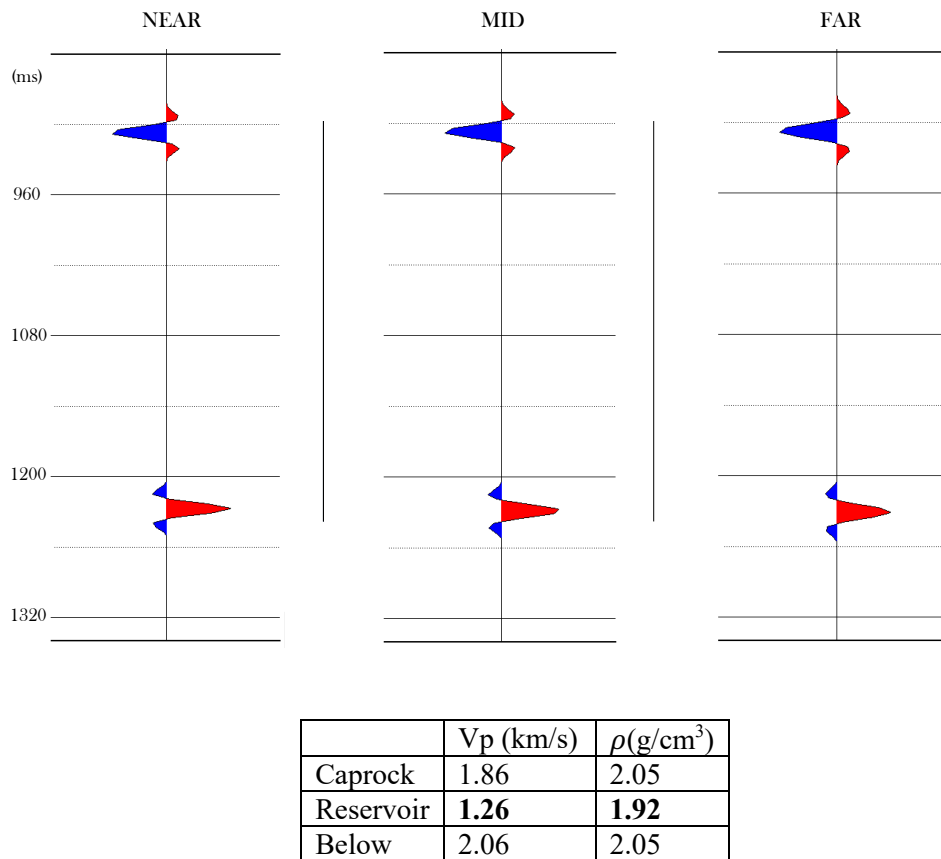 NEAR MID FAR
(ms)
960
1080
1200
1320
Vp (km/s) ρ(g/cm³)
Caprock 1.86 2.05
Reservoir 1.26 1.92
Below 2.06 2.05